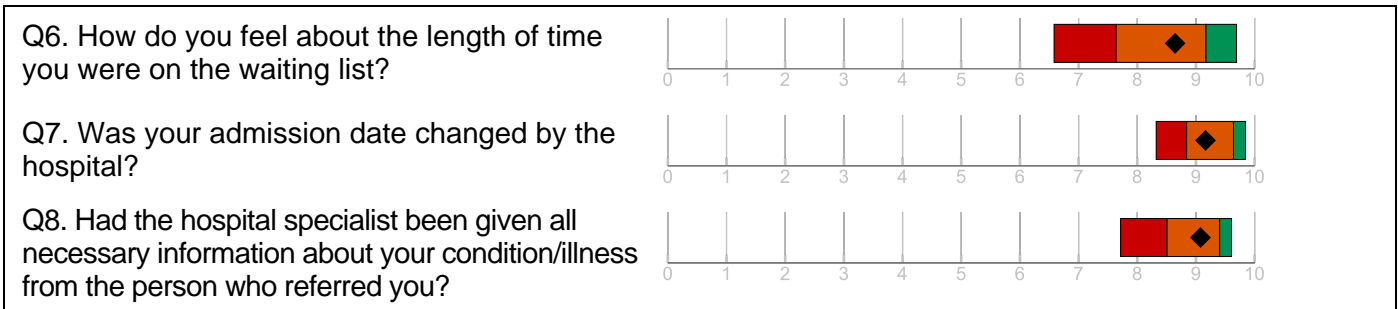 Q6. How do you feel about the length of time
you were on the waiting list?
0 1 2 3 4 5 6 7 8 9 10
Q7. Was your admission date changed by the
hospital?
0 1 2 3 4 5 6 7 8 9 10
Q8. Had the hospital specialist been given all
necessary information about your condition/illness
from the person who referred you?
0 1 2 3 4 5 6 7 8 9 10